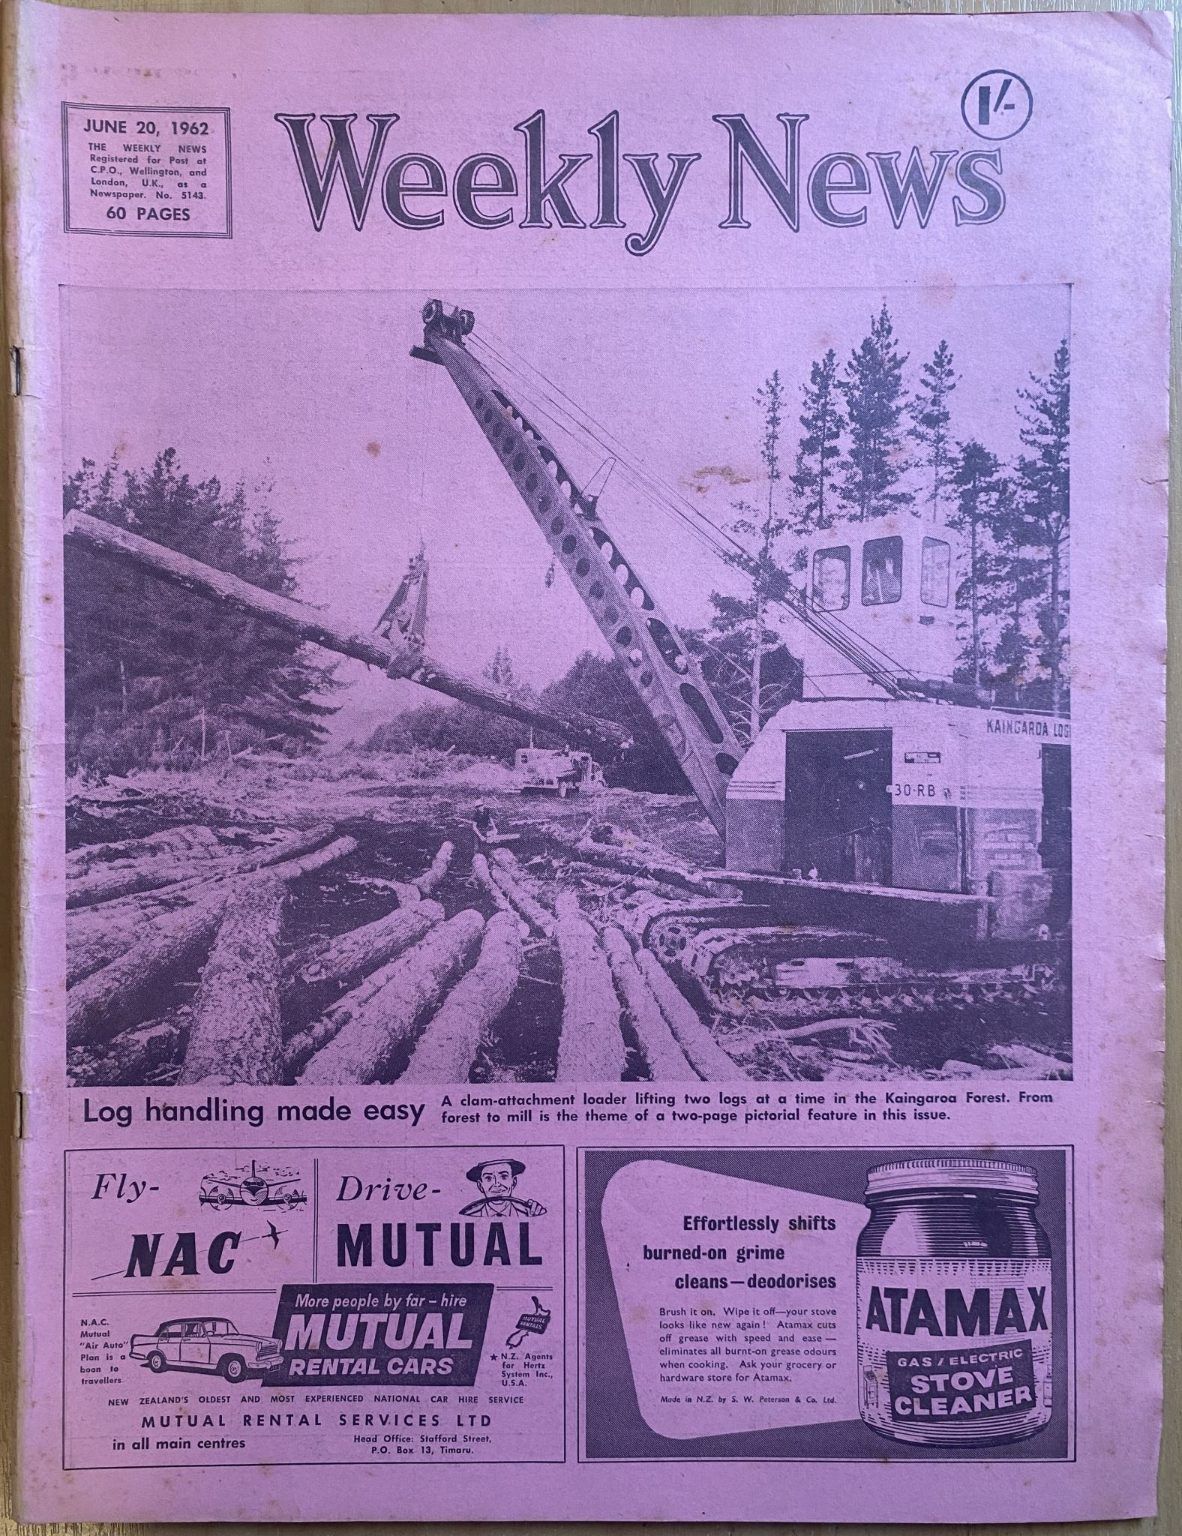 JUNE 20, 1962
THE WEEKLY NEWS
Registered for Post at
C.P.O., Wellington, and
London, U.K., as a
Newspaper. No. 5143.
60 PAGES
Weekly News
1/-
KAINGAROA LOG
30-RB
Log handling made easy
A clam-attachment loader lifting two logs at a time in the Kaingaroa Forest. From
forest to mill is the theme of a two-page pictorial feature in this issue.
Fly-
NAC
Drive-
MUTUAL
More people by far – hire
MUTUAL
RENTAL CARS
N.A.C.
Mutual
"Air Auto"
Plan is a
boon to
travellers
MUTUAL
RENTALS
★ N.Z. Agents
for Hertz
System Inc.,
U.S.A.
NEW ZEALAND'S OLDEST AND MOST EXPERIENCED NATIONAL CAR HIRE SERVICE
MUTUAL RENTAL SERVICES LTD
in all main centres
Head Office: Stafford Street,
P.O. Box 13, Timaru.
Effortlessly shifts
burned-on grime
cleans—deodorises
Brush it on. Wipe it off—your stove
looks like new again! Atamax cuts
off grease with speed and ease —
eliminates all burnt-on grease odours
when cooking. Ask your grocery or
hardware store for Atamax.
Made in N.Z. by S. W. Peterson & Co. Ltd.
ATAMAX
GAS / ELECTRIC
STOVE
CLEANER